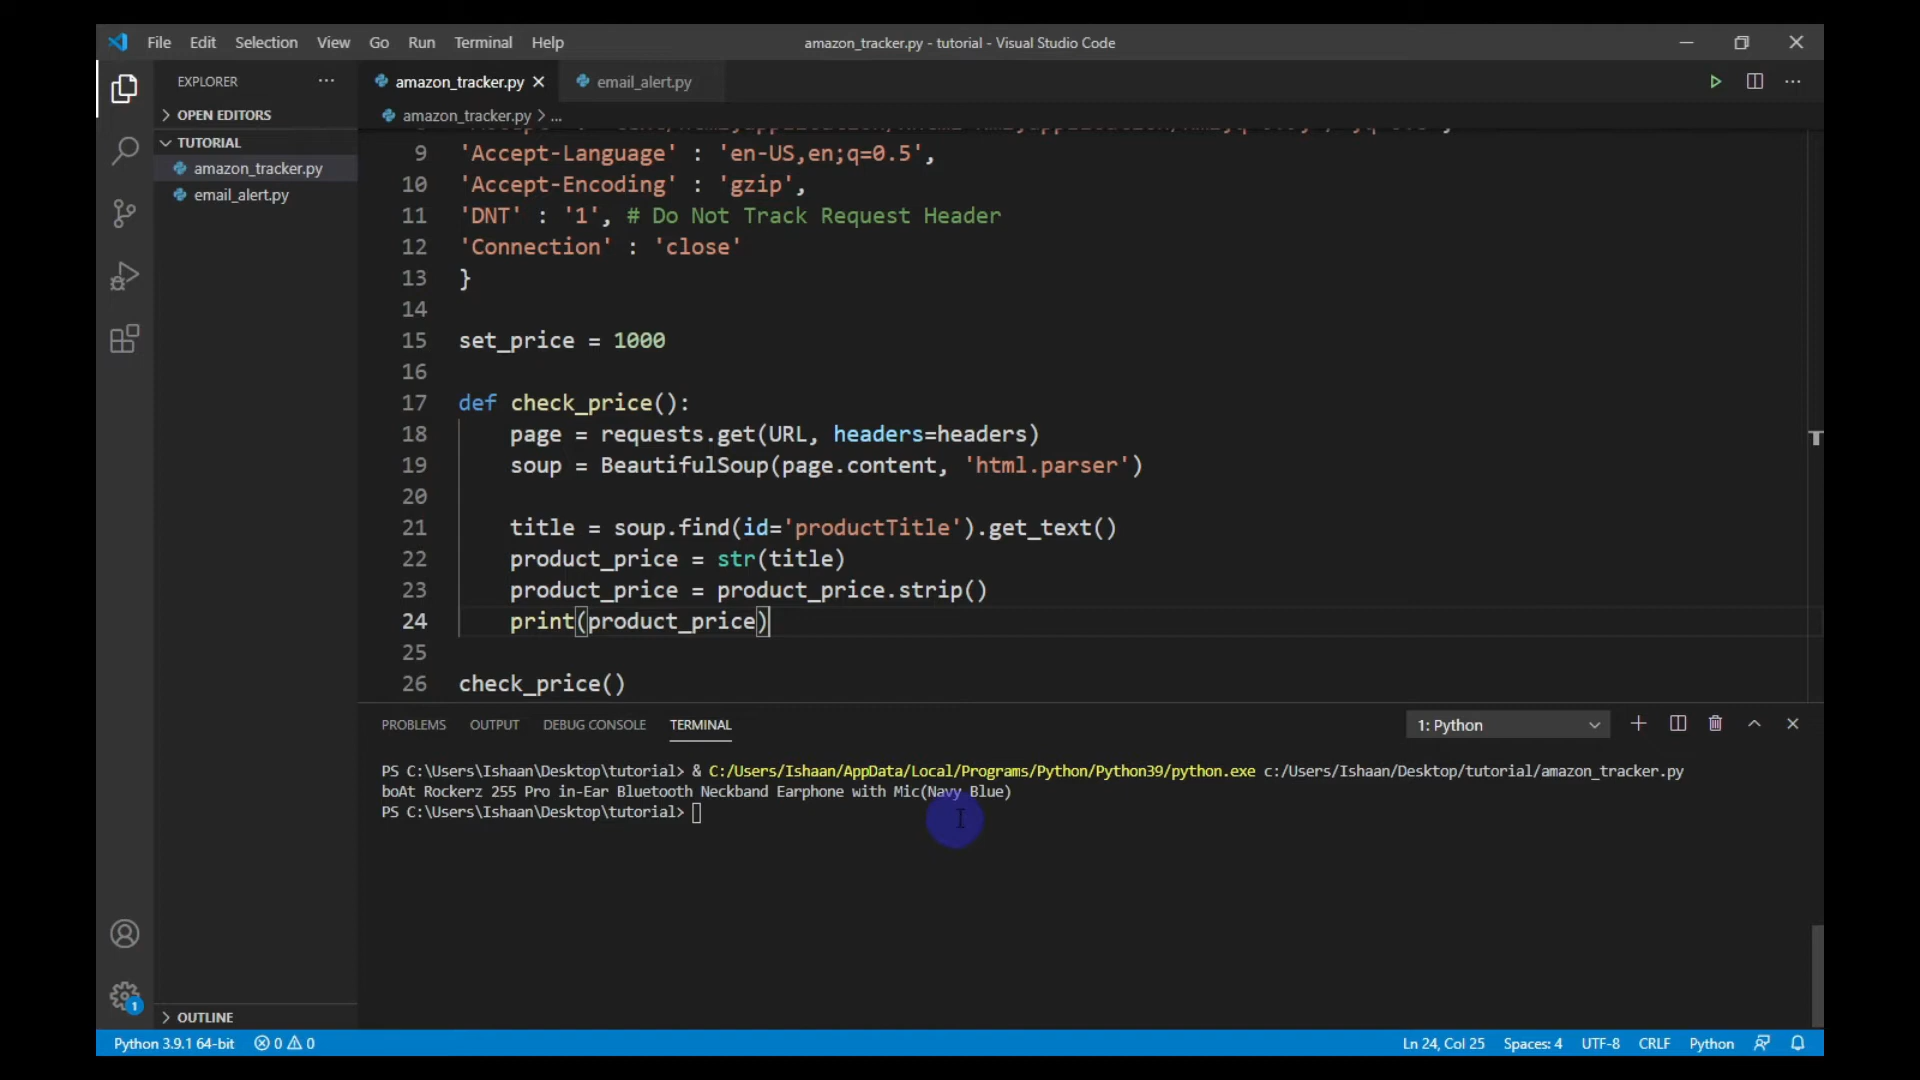 File Edit Selection View Go Run Terminal Help
amazon_tracker.py - tutorial - Visual Studio Code
EXPLORER
OPEN EDITORS
TUTORIAL
amazon_tracker.py
email_alert.py
OUTLINE
amazon_tracker.py
email_alert.py
amazon_tracker.py > ...
9 'Accept-Language' : 'en-US,en;q=0.5',
10 'Accept-Encoding' : 'gzip',
11 'DNT' : '1', # Do Not Track Request Header
12 'Connection' : 'close'
13 }
14
15 set_price = 1000
16
17 def check_price():
18 page = requests.get(URL, headers=headers)
19 soup = BeautifulSoup(page.content, 'html.parser')
20
21 title = soup.find(id='productTitle').get_text()
22 product_price = str(title)
23 product_price = product_price.strip()
24 print(product_price)
25
26 check_price()
PROBLEMS OUTPUT DEBUG CONSOLE TERMINAL
1: Python
PS C:\Users\Ishaan\Desktop\tutorial> & C:/Users/Ishaan/AppData/Local/Programs/Python/Python39/python.exe c:/Users/Ishaan/Desktop/tutorial/amazon_tracker.py
boAt Rockerz 255 Pro in-Ear Bluetooth Neckband Earphone with Mic(Navy Blue)
PS C:\Users\Ishaan\Desktop\tutorial>
1
Python 3.9.1 64-bit 0 0
Ln 24, Col 25 Spaces: 4 UTF-8 CRLF Python